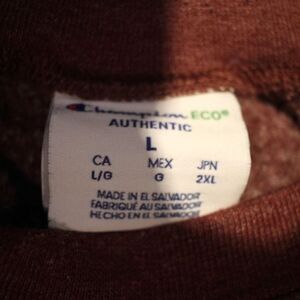 Champion ECO®
AUTHENTIC
L
CA MEX JPN
L/G G 2XL
MADE IN EL SALVADOR
FABRIQUÉ AU SALVADOR
HECHO EN EL SALVADOR